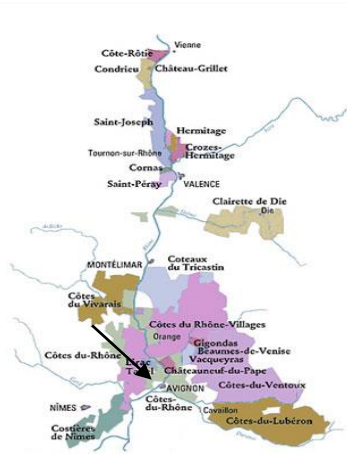 Vienne
Côte-Rôtie
Condrieu
Château-Grillet
Saint-Joseph
Hermitage
Tournon-sur-Rhône
Crozes-
Hermitage
Cornas
Saint-Péray
VALENCE
Clairette de Die
Die
Coteaux
du Tricastin
MONTÉLIMAR
Côtes
du Vivarais
Côtes du Rhône-Villages
Orange
Gigondas
Beaumes-de-Venise
Vacqueyras
Côtes du Rhône
Lirac
Châteauneuf-du-Pape
AVIGNON
Côtes-du-Ventoux
Côtes-
du-Rhône
NÎMES
Cavaillon
Côtes-du-Lubéron
Costières
de Nîmes